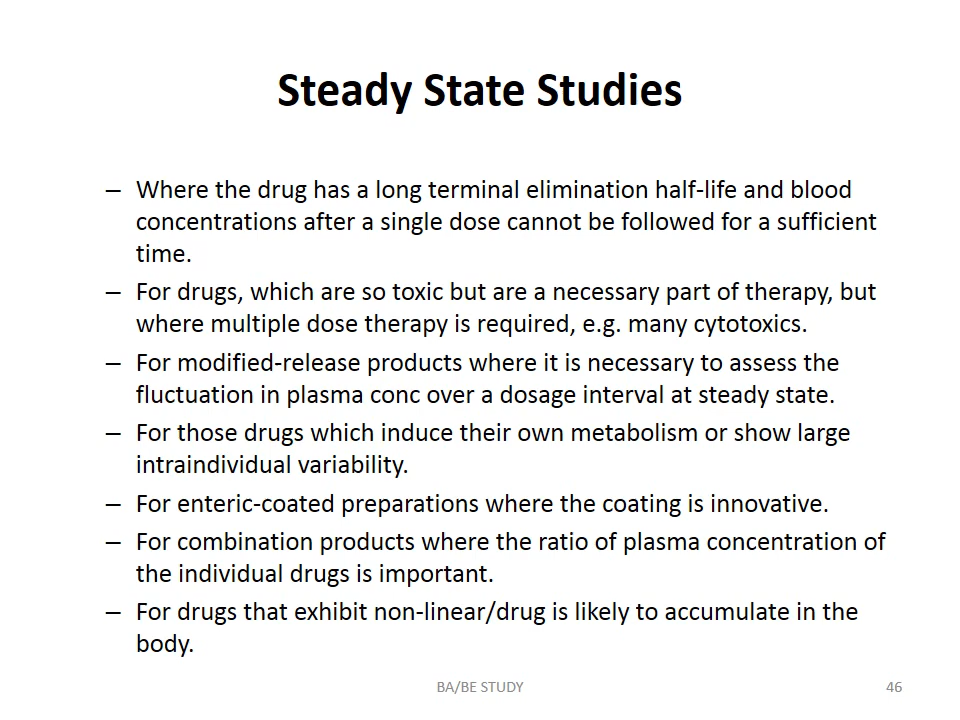 Steady State Studies
– Where the drug has a long terminal elimination half-life and blood
concentrations after a single dose cannot be followed for a sufficient
time.
– For drugs, which are so toxic but are a necessary part of therapy, but
where multiple dose therapy is required, e.g. many cytotoxics.
– For modified-release products where it is necessary to assess the
fluctuation in plasma conc over a dosage interval at steady state.
– For those drugs which induce their own metabolism or show large
intraindividual variability.
– For enteric-coated preparations where the coating is innovative.
– For combination products where the ratio of plasma concentration of
the individual drugs is important.
– For drugs that exhibit non-linear/drug is likely to accumulate in the
body.
BA/BE STUDY
46